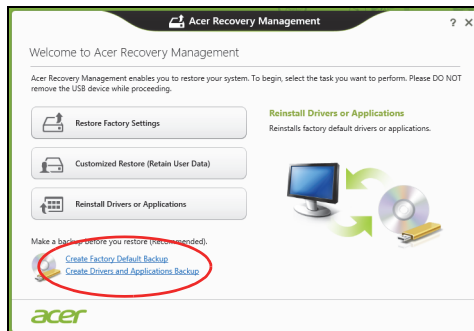 Acer Recovery Management
? X
Welcome to Acer Recovery Management
Acer Recovery Management enables you to restore your system. To begin, select the task you want to perform. Please DO NOT
remove the USB device while proceeding.
Restore Factory Settings
Customized Restore (Retain User Data)
Reinstall Drivers or Applications
Reinstall Drivers or Applications
Reinstalls factory default drivers or applications.
Make a backup before you restore (Recommended).
Create Factory Default Backup
Create Drivers and Applications Backup
acer